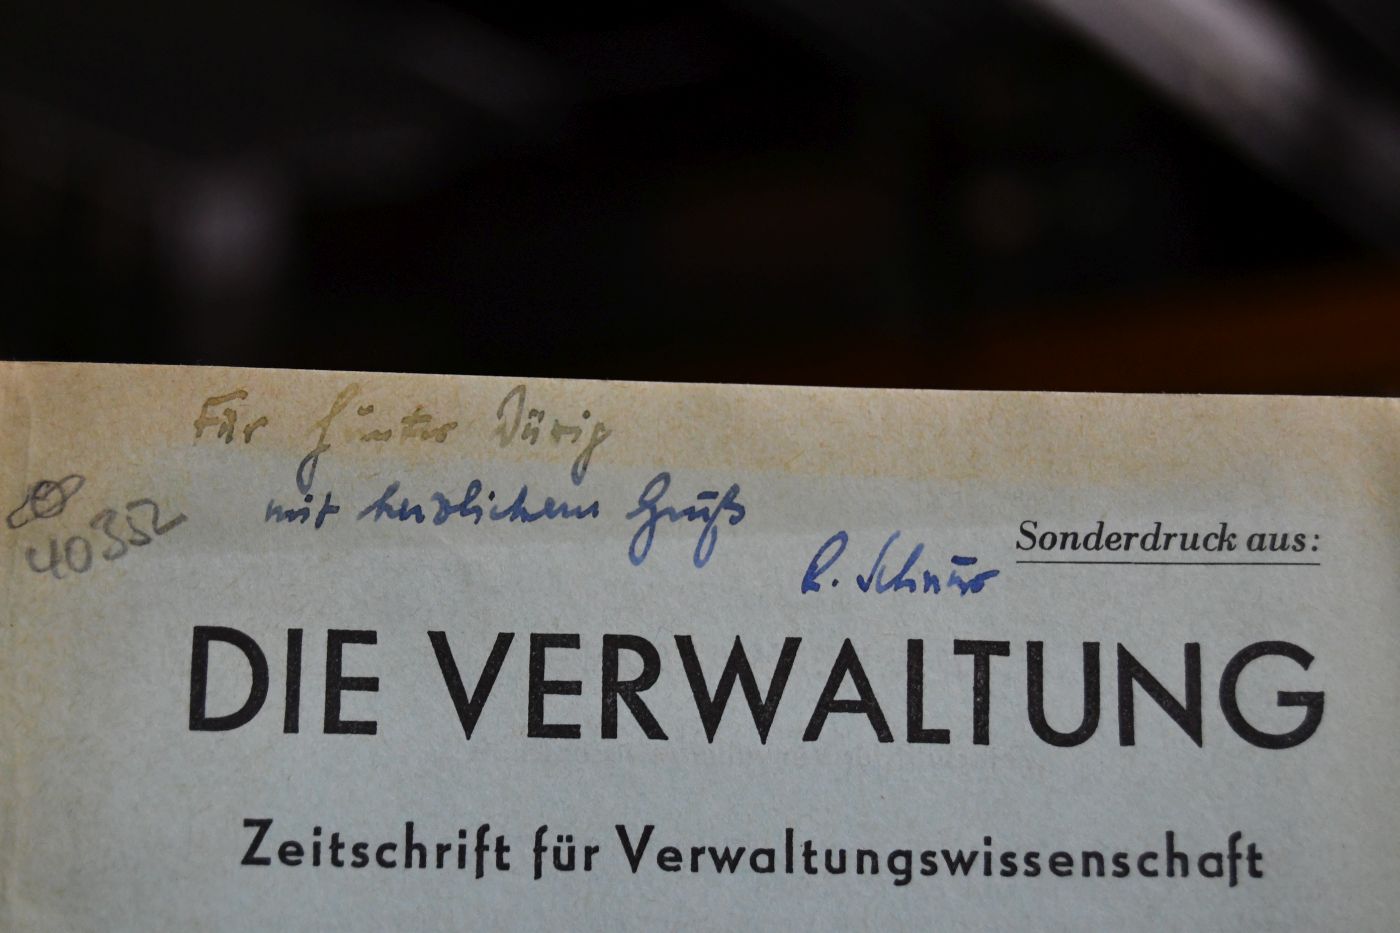 Für Günter Dürig
mit herzlichem Gruß
R. Schnur
40352
Sonderdruck aus:
DIE VERWALTUNG
Zeitschrift für Verwaltungswissenschaft